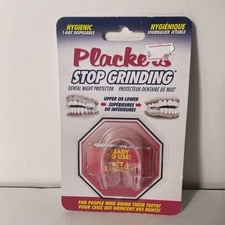 HYGIENIC
1-DAY DISPOSABLE
HYGIÉNIQUE
JOURNALIER JETABLE
Plackers
STOP GRINDING
DENTAL NIGHT PROTECTOR
PROTECTEUR DENTAIRE DE NUIT
UPPER OR LOWER
SUPÉRIEURES
OU INFÉRIEURES
READY
TO USE!
FOR PEOPLE WHO GRIND THEIR TEETH!
POUR CEUX QUI GRINCENT DES DENTS!